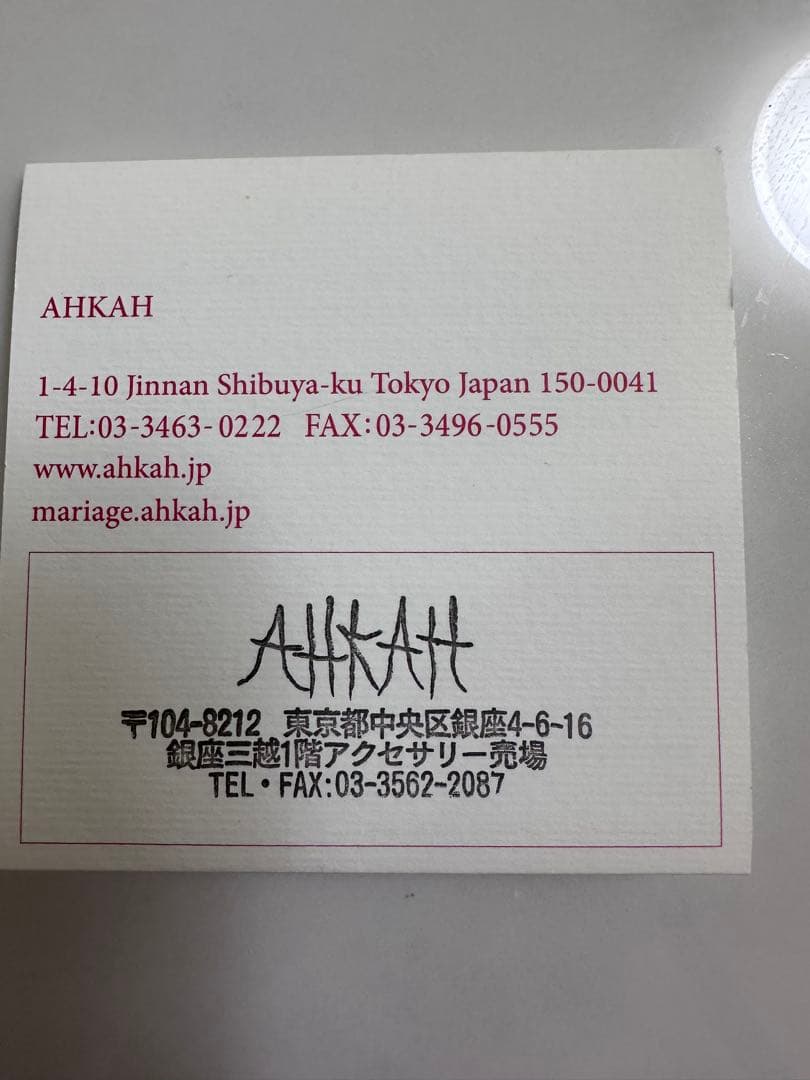 AHKAH
1-4-10 Jinnan Shibuya-ku Tokyo Japan 150-0041
TEL:03-3463-0222 FAX:03-3496-0555
www.ahkah.jp
mariage.ahkah.jp
AHKAH
〒104-8212 東京都中央区銀座4-6-16
銀座三越1階アクセサリー売場
TEL・FAX:03-3562-2087